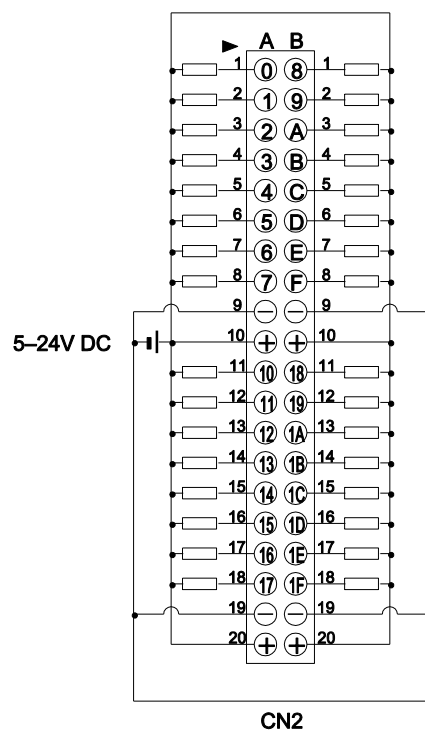 A B
1 0 8 1
2 1 9 2
3 2 A 3
4 3 B 4
5 4 C 5
6 5 D 6
7 6 E 7
8 7 F 8
9 − − 9
5–24V DC 10 + + 10
11 10 18 11
12 11 19 12
13 12 1A 13
14 13 1B 14
15 14 1C 15
16 15 1D 16
17 16 1E 17
18 17 1F 18
19 − − 19
20 + + 20
CN2